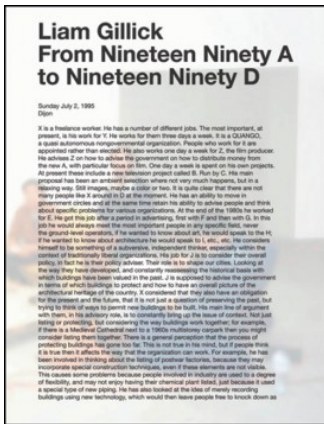 Liam Gillick
From Nineteen Ninety A
to Nineteen Ninety D
Sunday July 2, 1995
Dijon
X is a freelance worker. He has a number of different jobs. The most important, at
present, is his work for Y. He works for them three days a week. It is a QUANGO,
a quasi autonomous nongovernmental organization. People who work for it are
appointed rather than elected. He also works one day a week for Z, the film producer.
He advises Z on how to advise the government on how to distribute money from
the new A, with particular focus on film. One day a week is spent on his own projects.
At present these include a new television project called B. Run by C. His main
proposal has been an ambient selection where not very much happens, but in a
relaxing way. Still images, maybe a color or two. It is quite clear that there are not
many people like X around in D at the moment. He has an ability to move in
government circles and at the same time retain his ability to advise people and think
about specific problems for various organizations. At the end of the 1980s he worked
for E. He got this job after a period in advertising, first with F and then with G. In this
job he would always meet the most important people in any specific field, never
the ground-level operators, if he wanted to know about art, he would speak to the H;
if he wanted to know about architecture he would speak to I, etc., etc. He considers
himself to be something of a subversive, independent thinker, especially within the
context of traditionally liberal organizations. His job for J is to consider their overall
policy, in fact he is their policy adviser. Their role is to shape our cities. Looking at
the way they have developed, and constantly reassessing the historical basis with
which buildings have been valued in the past. J is supposed to advise the government
in terms of which buildings to protect and how to have an overall picture of the
architectural heritage of the country. X considered that they also have an obligation
for the present and the future, that it is not just a question of preserving the past, but
trying to think of ways to permit new buildings to be built. His main line of argument
with them, in his advisory role, is to constantly bring up the issue of context. Not just
listing or protecting, but considering the way buildings work together; for example,
if there is a Medieval Cathedral next to a 1960s multistorey carpark then you might
consider listing them together. There is a general perception that the process of
protecting buildings has gone too far. This is not true in his mind, but if people think
it is true then it affects the way that the organization can work. For example, he has
been involved in thinking about the listing of postwar factories, because they may
incorporate special construction techniques, even if these elements are not visible.
This causes some problems because people involved in industry are used to a degree
of flexibility, and may not enjoy having their chemical plant listed, just because it used
a special type of new piping. He has also looked at the idea of merely recording
buildings using new technology, which would then leave people free to knock down as